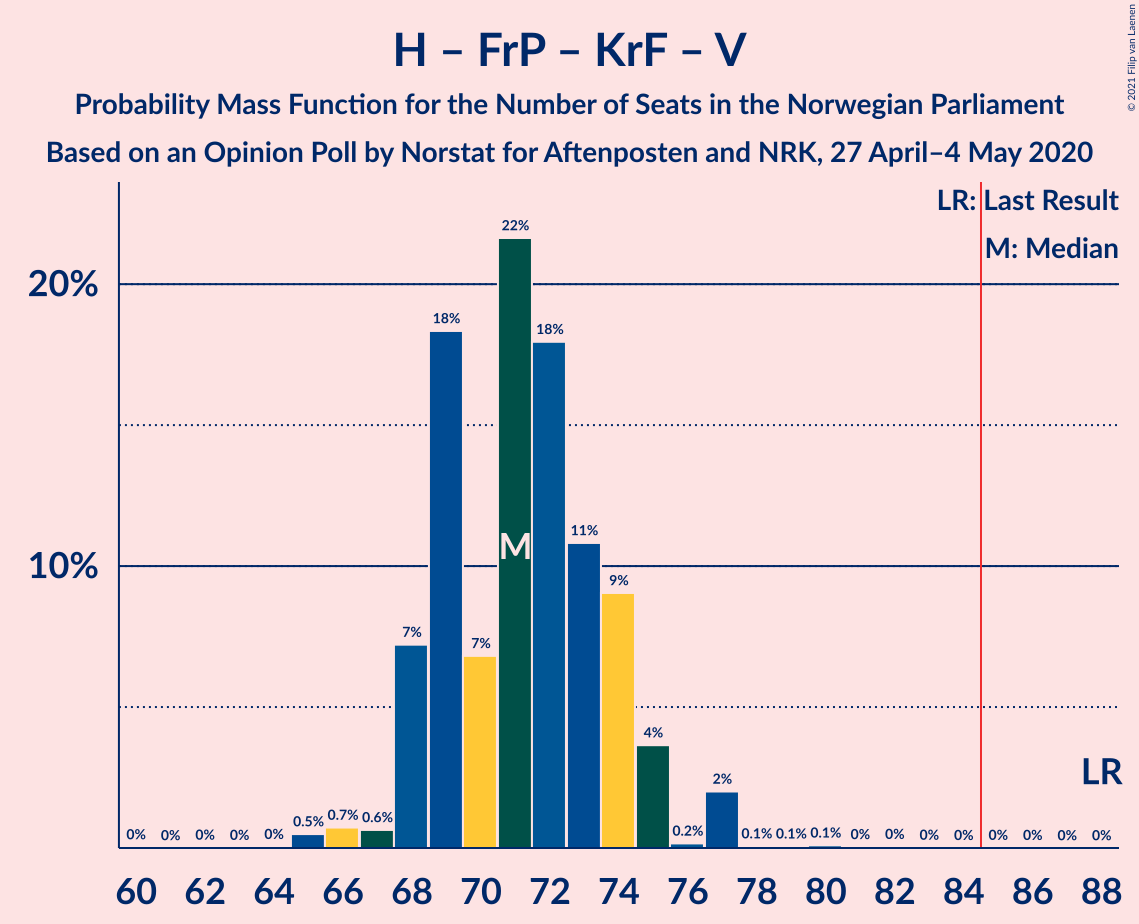 H – FrP – KrF – V
Probability Mass Function for the Number of Seats in the Norwegian Parliament
Based on an Opinion Poll by Norstat for Aftenposten and NRK, 27 April–4 May 2020
© 2021 Filip van Laenen
LR: Last Result
M: Median
20%
10%
0% 0% 0% 0% 0% 0.5% 0.7% 0.6% 7% 18% 7% 22% 18% 11% 9% 4% 0.2% 2% 0.1% 0.1% 0.1% 0% 0% 0% 0% 0% 0% 0% 0%
M
LR
60 62 64 66 68 70 72 74 76 78 80 82 84 86 88